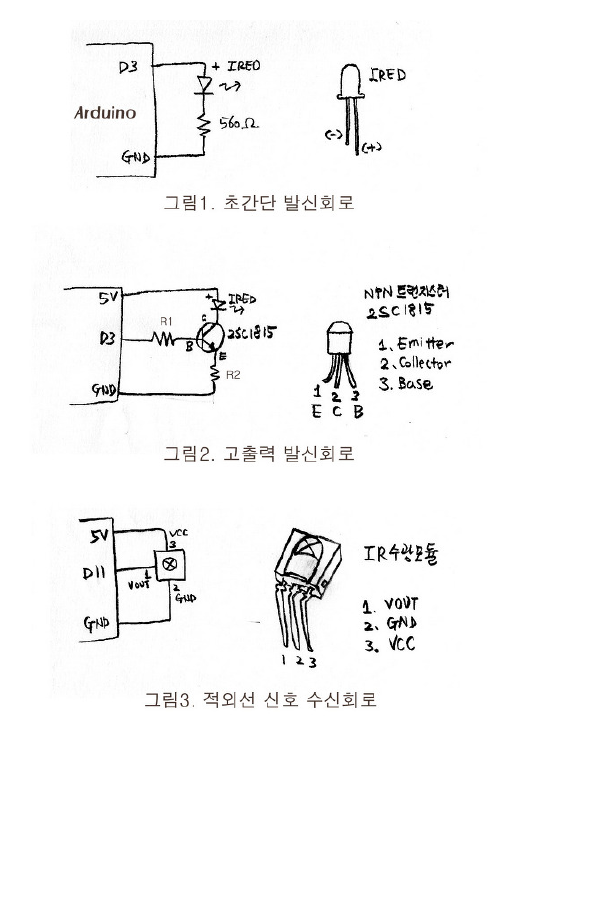 D3
+ IRED
Arduino
560Ω
GND
IRED
(-)
(+)
그림1. 초간단 발신회로
5V
+ IRED
C
R1
D3
2SC1815
B
E
R2
GND
NPN 트랜지스터
2SC1815
1. Emitter
2. Collector
3. Base
1 2 3
E C B
그림2. 고출력 발신회로
5V
VCC
3
D11
1
VOUT
2
GND
GND
IR수광모듈
1. VOUT
2. GND
3. VCC
1 2 3
그림3. 적외선 신호 수신회로